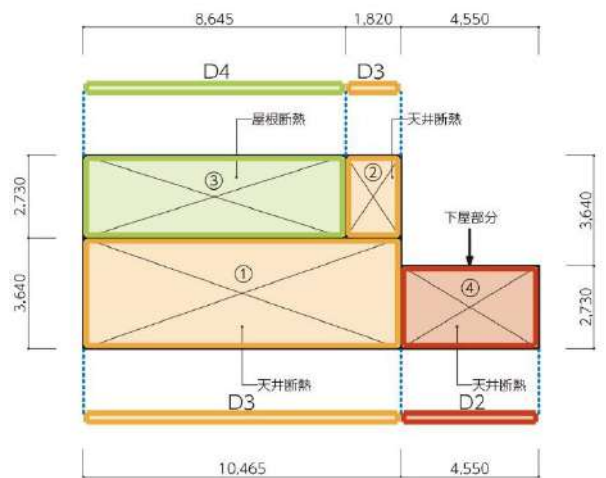 8,645 1,820 4,550
D4 D3
屋根断熱 天井断熱
2,730 3,640
③ ② ① ④
下屋部分
3,640 2,730
天井断熱 天井断熱
D3 D2
10,465 4,550